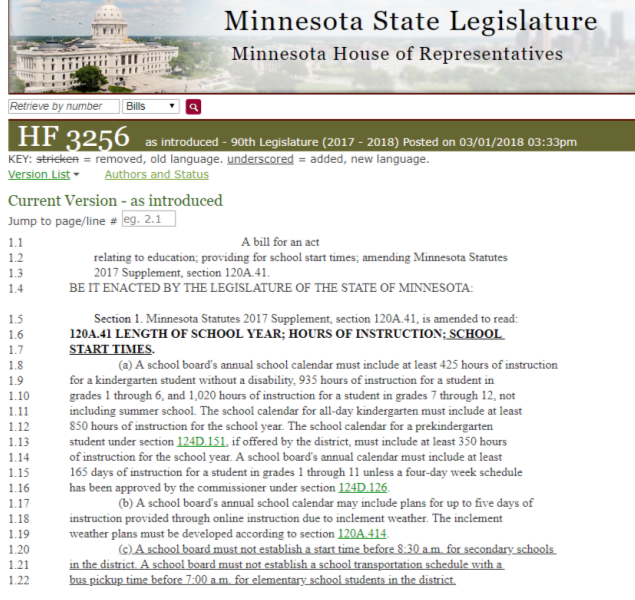 Minnesota State Legislature
Minnesota House of Representatives
Retrieve by number Bills
HF 3256 as introduced - 90th Legislature (2017 - 2018) Posted on 03/01/2018 03:33pm
KEY: stricken = removed, old language. underscored = added, new language.
Version List Authors and Status
Current Version - as introduced
Jump to page/line # eg. 2.1
1.1 A bill for an act
1.2 relating to education; providing for school start times; amending Minnesota Statutes
1.3 2017 Supplement, section 120A.41.
1.4 BE IT ENACTED BY THE LEGISLATURE OF THE STATE OF MINNESOTA:
1.5 Section 1. Minnesota Statutes 2017 Supplement, section 120A.41, is amended to read:
1.6 120A.41 LENGTH OF SCHOOL YEAR; HOURS OF INSTRUCTION; SCHOOL
1.7 START TIMES.
1.8 (a) A school board's annual school calendar must include at least 425 hours of instruction
1.9 for a kindergarten student without a disability, 935 hours of instruction for a student in
1.10 grades 1 through 6, and 1,020 hours of instruction for a student in grades 7 through 12, not
1.11 including summer school. The school calendar for all-day kindergarten must include at least
1.12 850 hours of instruction for the school year. The school calendar for a prekindergarten
1.13 student under section 124D.151, if offered by the district, must include at least 350 hours
1.14 of instruction for the school year. A school board's annual calendar must include at least
1.15 165 days of instruction for a student in grades 1 through 11 unless a four-day week schedule
1.16 has been approved by the commissioner under section 124D.126.
1.17 (b) A school board's annual school calendar may include plans for up to five days of
1.18 instruction provided through online instruction due to inclement weather. The inclement
1.19 weather plans must be developed according to section 120A.414.
1.20 (c) A school board must not establish a start time before 8:30 a.m. for secondary schools
1.21 in the district. A school board must not establish a school transportation schedule with a
1.22 bus pickup time before 7:00 a.m. for elementary school students in the district.